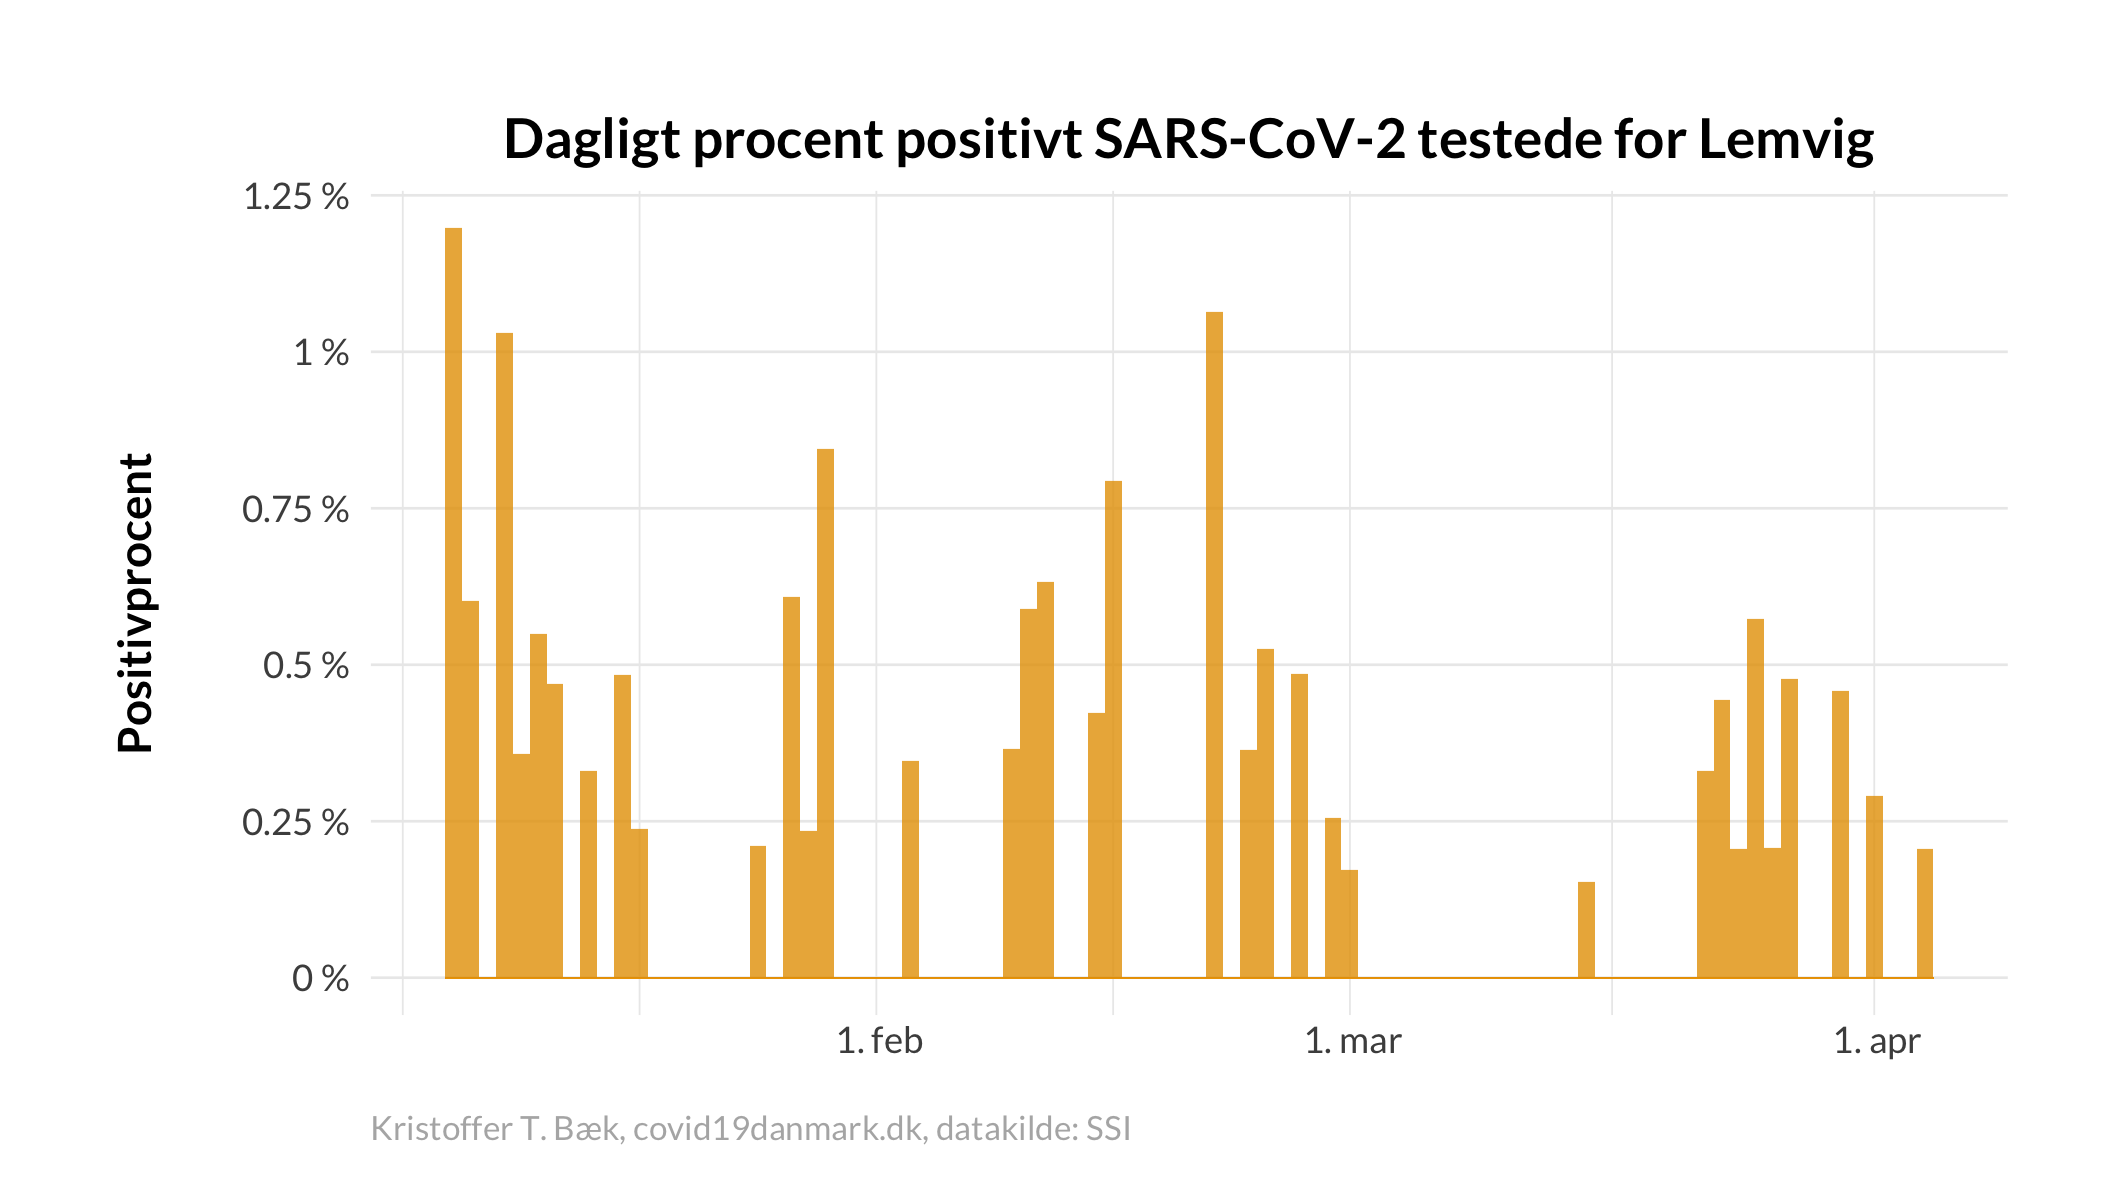 Dagligt procent positivt SARS-CoV-2 testede for Lemvig
Positivprocent
1.25 %
1 %
0.75 %
0.5 %
0.25 %
0 %
1. feb
1. mar
1. apr
Kristoffer T. Bæk, covid19danmark.dk, datakilde: SSI